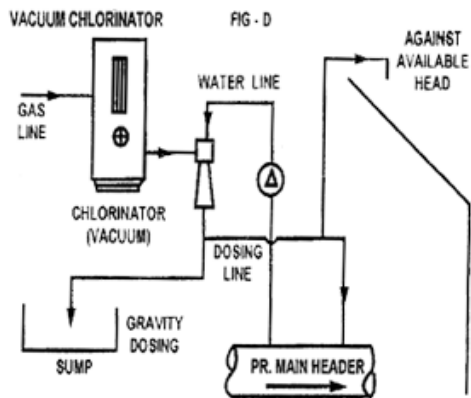 VACUUM CHLORINATOR
FIG - D
AGAINST
AVAILABLE
HEAD
WATER LINE
GAS
LINE
CHLORINATOR
(VACUUM)
DOSING
LINE
GRAVITY
DOSING
SUMP
PR. MAIN HEADER